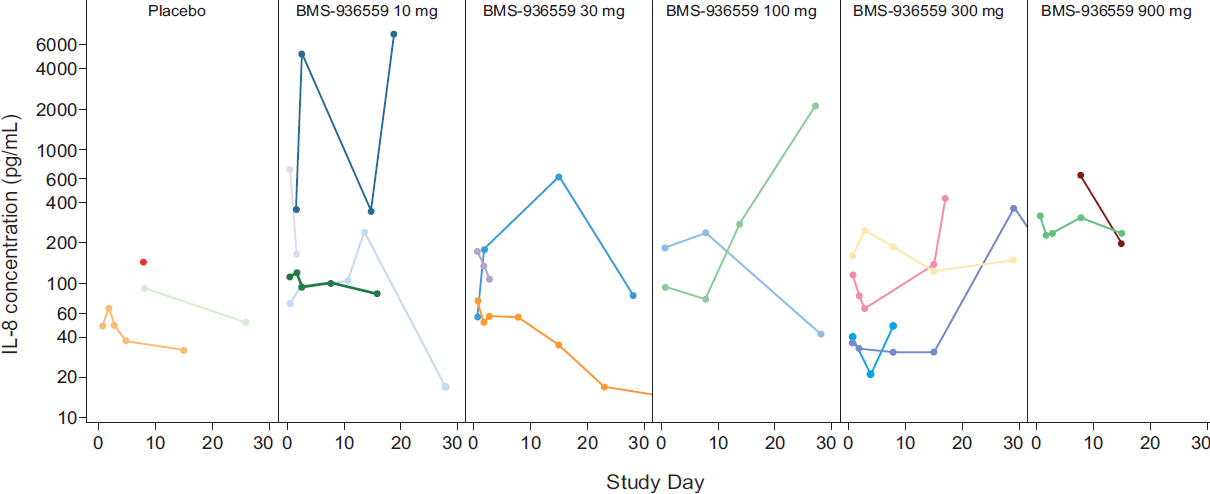 Placebo
BMS-936559 10 mg
BMS-936559 30 mg
BMS-936559 100 mg
BMS-936559 300 mg
BMS-936559 900 mg
IL-8 concentration (pg/mL)
6000
4000
2000
1000
600
400
200
100
60
40
20
10
0 10 20 30
0 10 20 30
0 10 20 30
0 10 20 30
0 10 20 30
0 10 20 30
Study Day